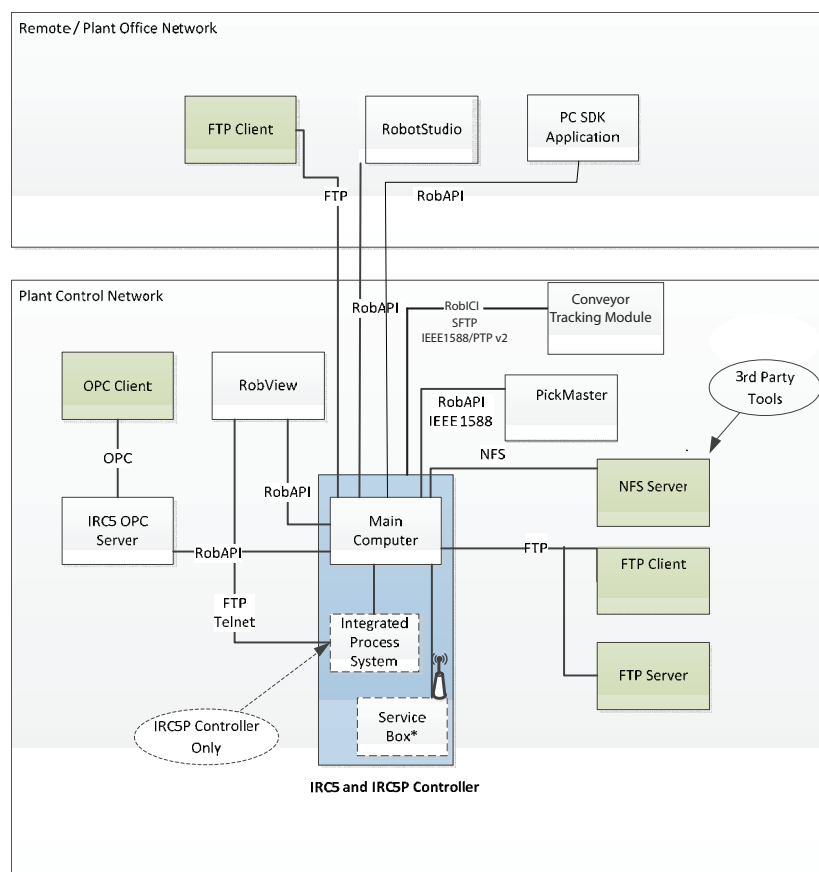 Remote / Plant Office Network
FTP Client
RobotStudio
PC SDK
Application
FTP
RobAPI
Plant Control Network
RobAPI
RobICI
SFTP
IEEE1588/PTP v2
Conveyor
Tracking Module
OPC Client
RobView
RobAPI
IEEE1588
PickMaster
3rd Party
Tools
OPC
NFS
RobAPI
NFS Server
IRC5 OPC
Server
Main
Computer
RobAPI
FTP
FTP Client
FTP
Telnet
Integrated
Process
System
FTP Server
IRC5P Controller
Only
Service
Box*
IRC5 and IRC5P Controller